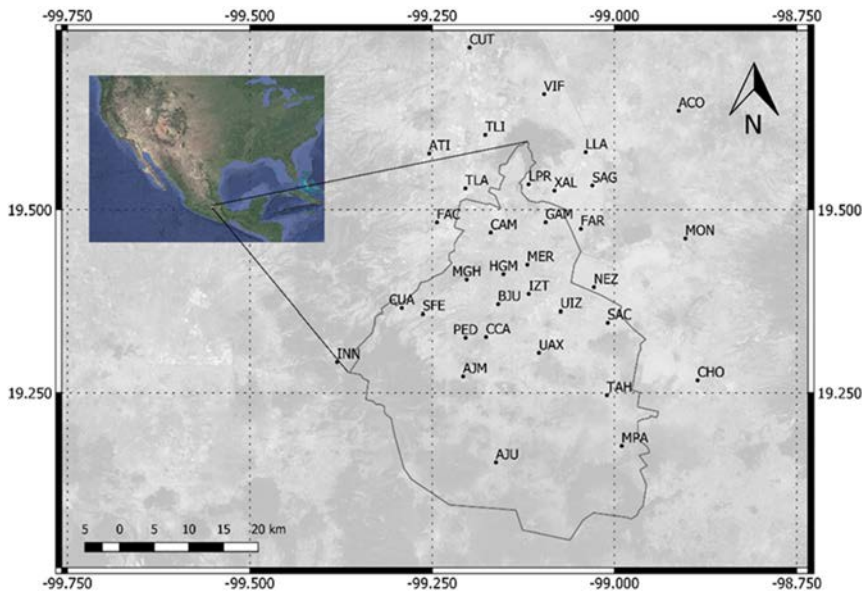 -99.750
-99.500
-99.250
-99.000
-98.750
CUT
VIF
ACO
TLI
ATI
LLA
TLA
LPR
XAL
SAG
19.500
19.500
FAC
CAM
GAM
FAR
MON
MER
MGH
HGM
NEZ
CUA
SFE
BJU
IZT
UIZ
SAC
PED
CCA
INN
UAX
AJM
CHO
19.250
19.250
TAH
MPA
AJU
N
5 0 5 10 15 20 km
-99.750
-99.500
-99.250
-99.000
-98.750